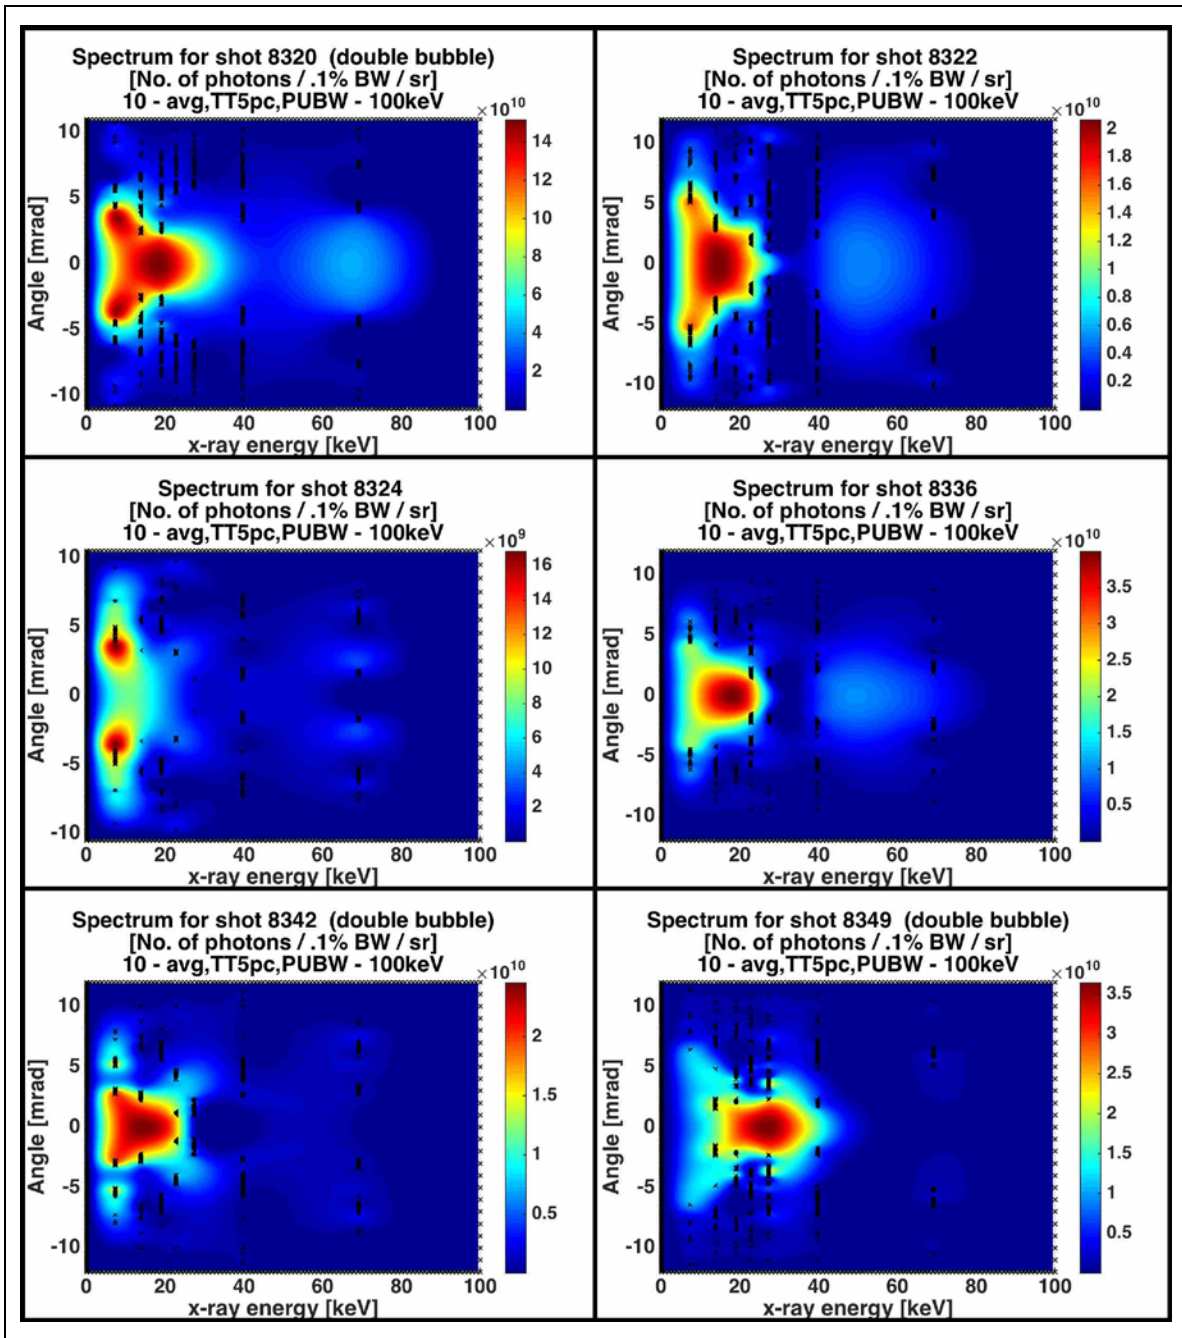 Spectrum for shot 8320 (double bubble)
[No. of photons / .1% BW / sr]
10 - avg,TT5pc,PUBW - 100keV
×10^10
10
5
0
-5
-10
Angle [mrad]
0 20 40 60 80 100
x-ray energy [keV]
14
12
10
8
6
4
2
Spectrum for shot 8322
[No. of photons / .1% BW / sr]
10 - avg,TT5pc,PUBW - 100keV
×10^10
10
5
0
-5
-10
Angle [mrad]
0 20 40 60 80 100
x-ray energy [keV]
2
1.8
1.6
1.4
1.2
1
0.8
0.6
0.4
0.2
Spectrum for shot 8324
[No. of photons / .1% BW / sr]
10 - avg,TT5pc,PUBW - 100keV
×10^9
10
5
0
-5
-10
Angle [mrad]
0 20 40 60 80 100
x-ray energy [keV]
16
14
12
10
8
6
4
2
Spectrum for shot 8336
[No. of photons / .1% BW / sr]
10 - avg,TT5pc,PUBW - 100keV
×10^10
10
5
0
-5
-10
Angle [mrad]
0 20 40 60 80 100
x-ray energy [keV]
3.5
3
2.5
2
1.5
1
0.5
Spectrum for shot 8342 (double bubble)
[No. of photons / .1% BW / sr]
10 - avg,TT5pc,PUBW - 100keV
×10^10
10
5
0
-5
-10
Angle [mrad]
0 20 40 60 80 100
x-ray energy [keV]
2
1.5
1
0.5
Spectrum for shot 8349 (double bubble)
[No. of photons / .1% BW / sr]
10 - avg,TT5pc,PUBW - 100keV
×10^10
10
5
0
-5
-10
Angle [mrad]
0 20 40 60 80 100
x-ray energy [keV]
3.5
3
2.5
2
1.5
1
0.5